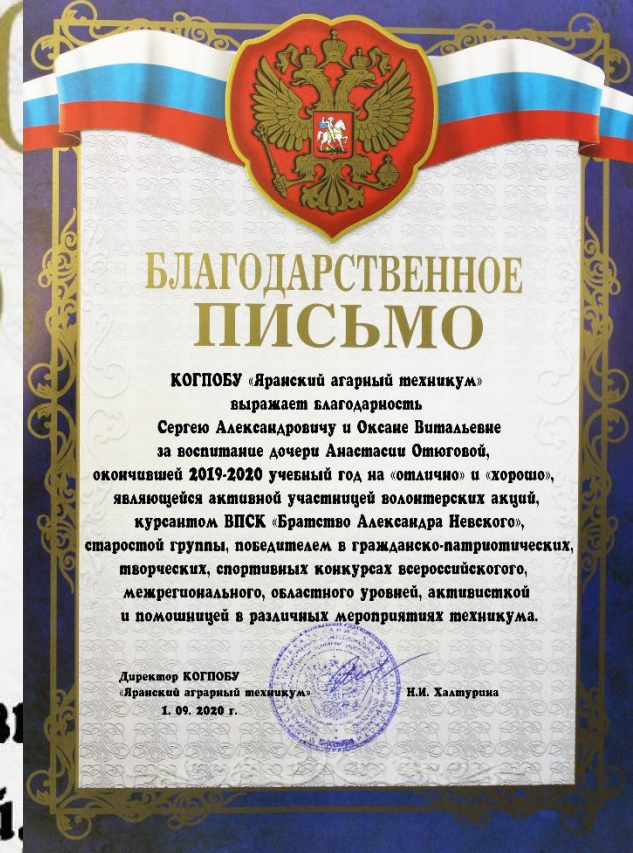 БЛАГОДАРСТВЕННОЕ
ПИСЬМО
КОГПОБУ «Яранский агарный техникум»
выражает благодарность
Сергею Александровичу и Оксане Витальевне
за воспитание дочери Анастасии Отюговой,
окончившей 2019-2020 учебный год на «отлично» и «хорошо»,
являющейся активной участницей волонтерских акций,
курсантом ВПСК «Братство Александра Невского»,
старостой группы, победителем в гражданско-патриотических,
творческих, спортивных конкурсах всероссийскогого,
межрегионального, областного уровней, активисткой
и помошницей в различных мероприятиях техникума.
Директор КОГПОБУ
«Яранский аграрный техникум»
Н.И. Халтурина
1. 09. 2020 г.